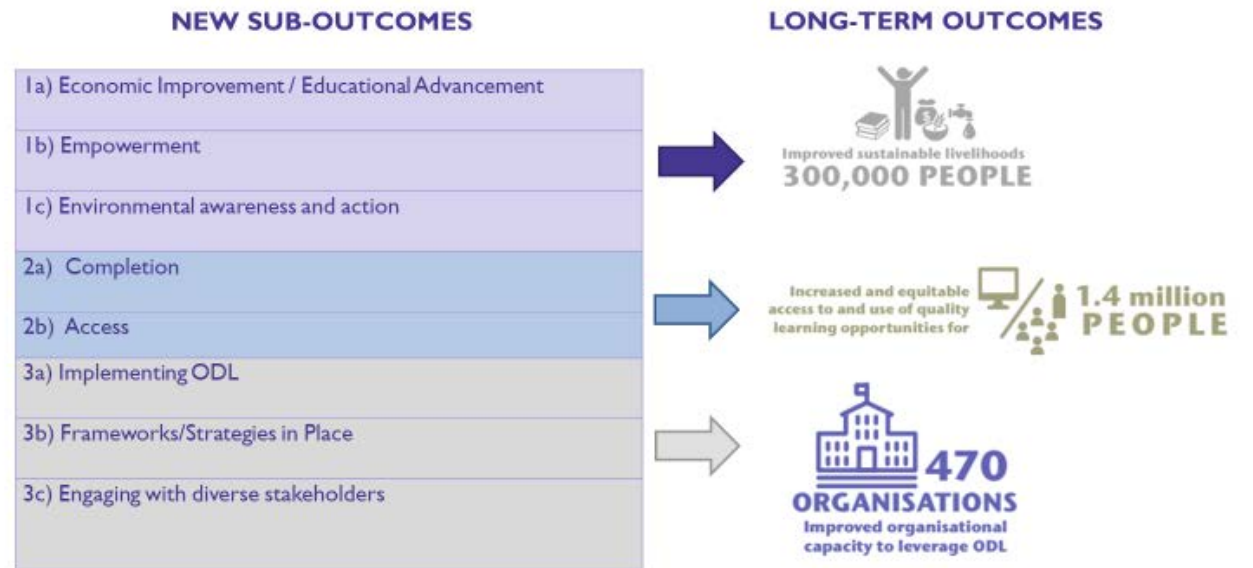 NEW SUB-OUTCOMES
1a) Economic Improvement / Educational Advancement
1b) Empowerment
1c) Environmental awareness and action
2a) Completion
2b) Access
3a) Implementing ODL
3b) Frameworks/Strategies in Place
3c) Engaging with diverse stakeholders
LONG-TERM OUTCOMES
Improved sustainable livelihoods
300,000 PEOPLE
Increased and equitable
access to and use of quality
learning opportunities for
1.4 million
PEOPLE
470
ORGANISATIONS
Improved organisational
capacity to leverage ODL